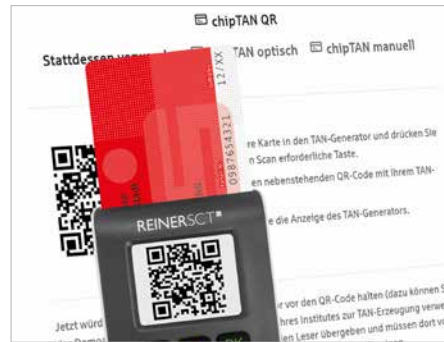 chipTAN QR
Stattdessen
TAN optisch chipTAN manuell
12/XX
0987654321
re Karte in den TAN-Generator und drücken Sie
n Scan erforderliche Taste.
en nebenstehenden QR-Code mit Ihrem TAN-
e die Anzeige des TAN-Generators.
REINERSCT
Jetzt würd
r vor den QR-Code halten (dazu können S
hres Institutes zur TAN-Erzeugung verwe
en Leser übergeben und müssen dort v
OK